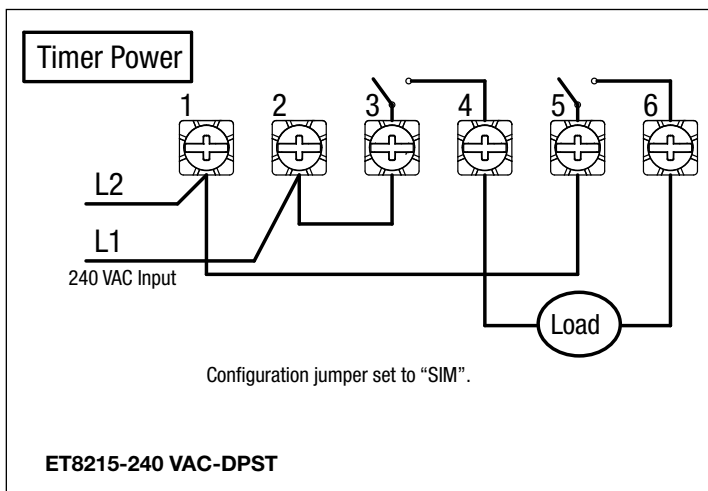 Timer Power
1 2 3 4 5 6
L2
L1
240 VAC Input
Load
Configuration jumper set to “SIM”.
ET8215-240 VAC-DPST